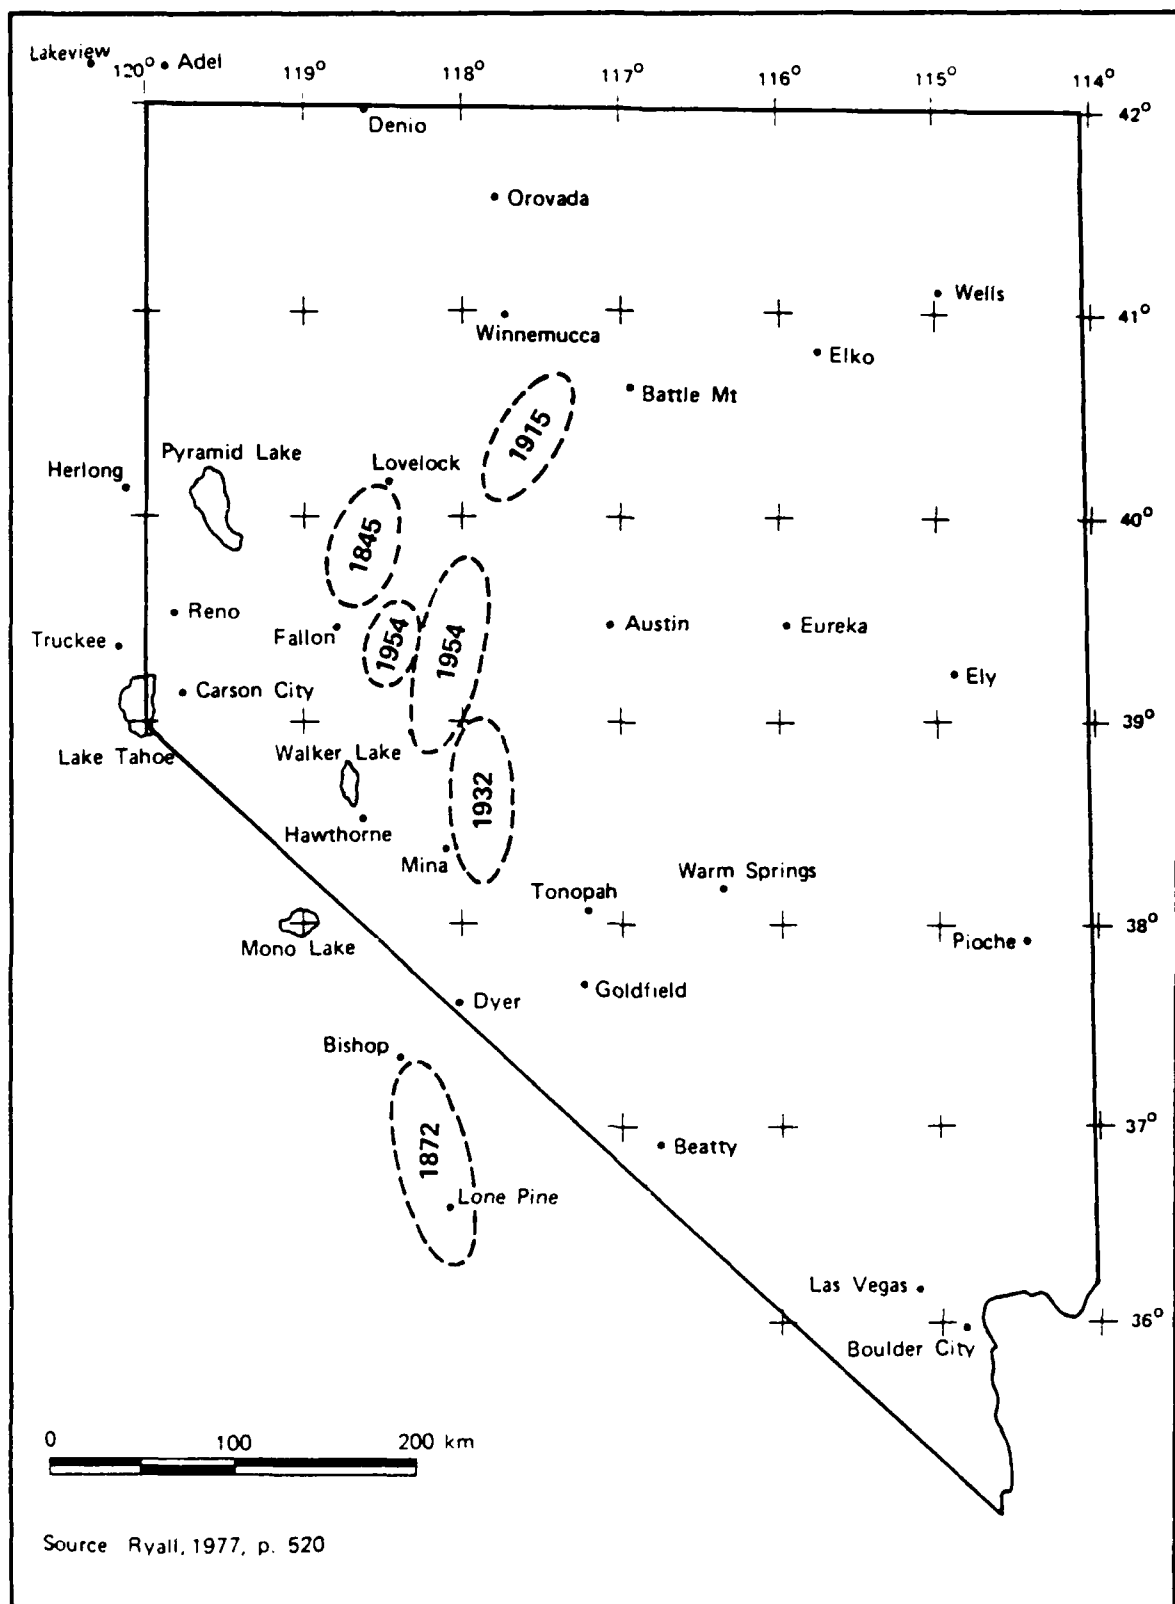 Lakeview
120° Adel 119° 118° 117° 116° 115° 114°
42°
Denio
Orovada
Wells
41°
Winnemucca
Elko
Battle Mt
1915
Pyramid Lake
Lovelock
Herlong
40°
1845
Reno
Fallon
1954
1954
Austin
Eureka
Truckee
Ely
Carson City
39°
Lake Tahoe
Walker Lake
1932
Hawthorne
Mina
Warm Springs
Tonopah
38°
Mono Lake
Pioche
Goldfield
Dyer
Bishop
37°
1872
Beatty
Lone Pine
Las Vegas
36°
Boulder City
0 100 200 km
Source Ryall, 1977, p. 520